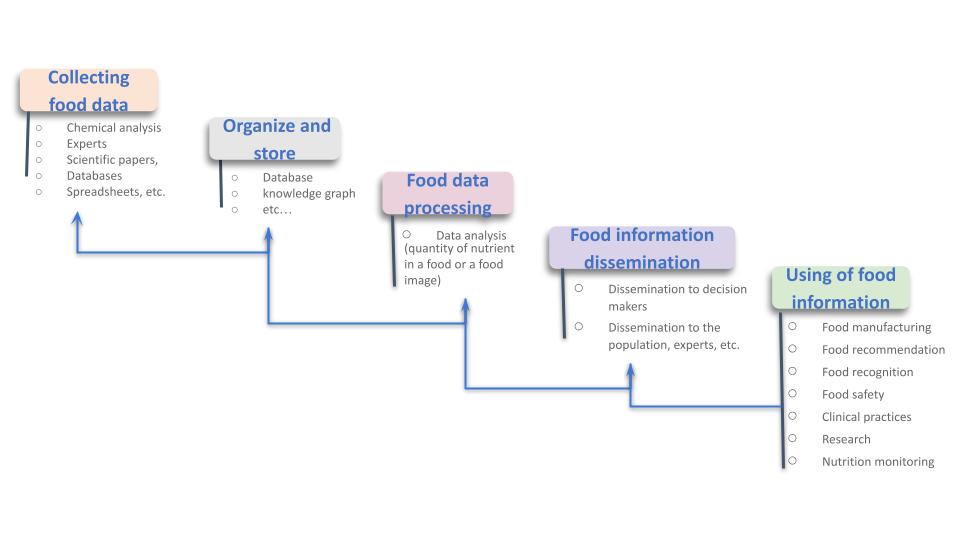 Collecting
food data
○ Chemical analysis
○ Experts
○ Scientific papers,
○ Databases
○ Spreadsheets, etc.
Organize and
store
○ Database
○ knowledge graph
○ etc…
Food data
processing
○ Data analysis
(quantity of nutrient
in a food or a food
image)
Food information
dissemination
○ Dissemination to decision
makers
○ Dissemination to the
population, experts, etc.
Using of food
information
○ Food manufacturing
○ Food recommendation
○ Food recognition
○ Food safety
○ Clinical practices
○ Research
○ Nutrition monitoring